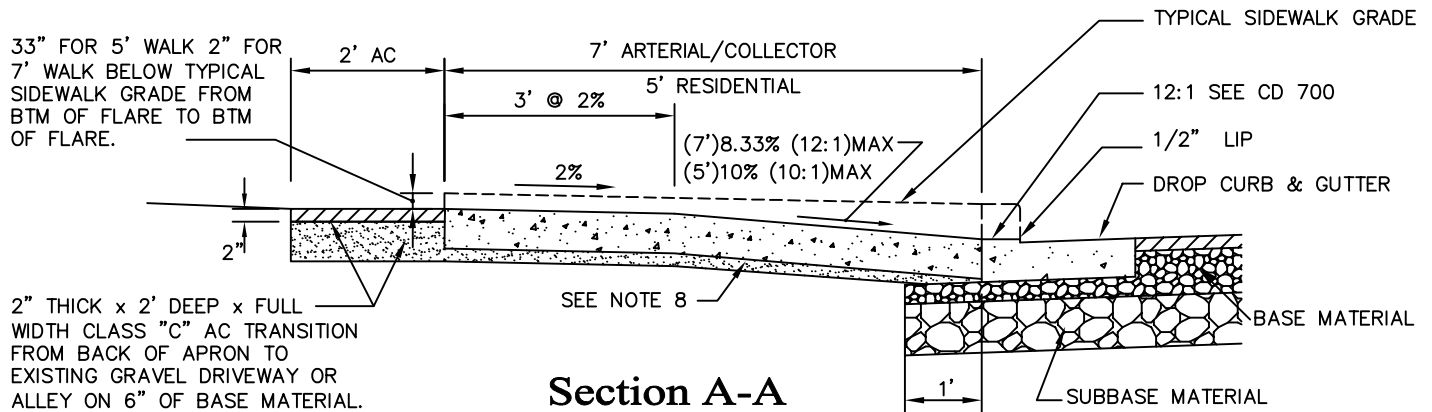 TYPICAL SIDEWALK GRADE
33" FOR 5' WALK 2" FOR
7' WALK BELOW TYPICAL
SIDEWALK GRADE FROM
BTM OF FLARE TO BTM
OF FLARE.
2' AC
7' ARTERIAL/COLLECTOR
5' RESIDENTIAL
3' @ 2%
12:1 SEE CD 700
(7')8.33% (12:1)MAX
(5')10% (10:1)MAX
1/2" LIP
2%
DROP CURB & GUTTER
2"
2" THICK x 2' DEEP x FULL
WIDTH CLASS "C" AC TRANSITION
FROM BACK OF APRON TO
EXISTING GRAVEL DRIVEWAY OR
ALLEY ON 6" OF BASE MATERIAL.
SEE NOTE 8
BASE MATERIAL
Section A-A
1'
SUBBASE MATERIAL